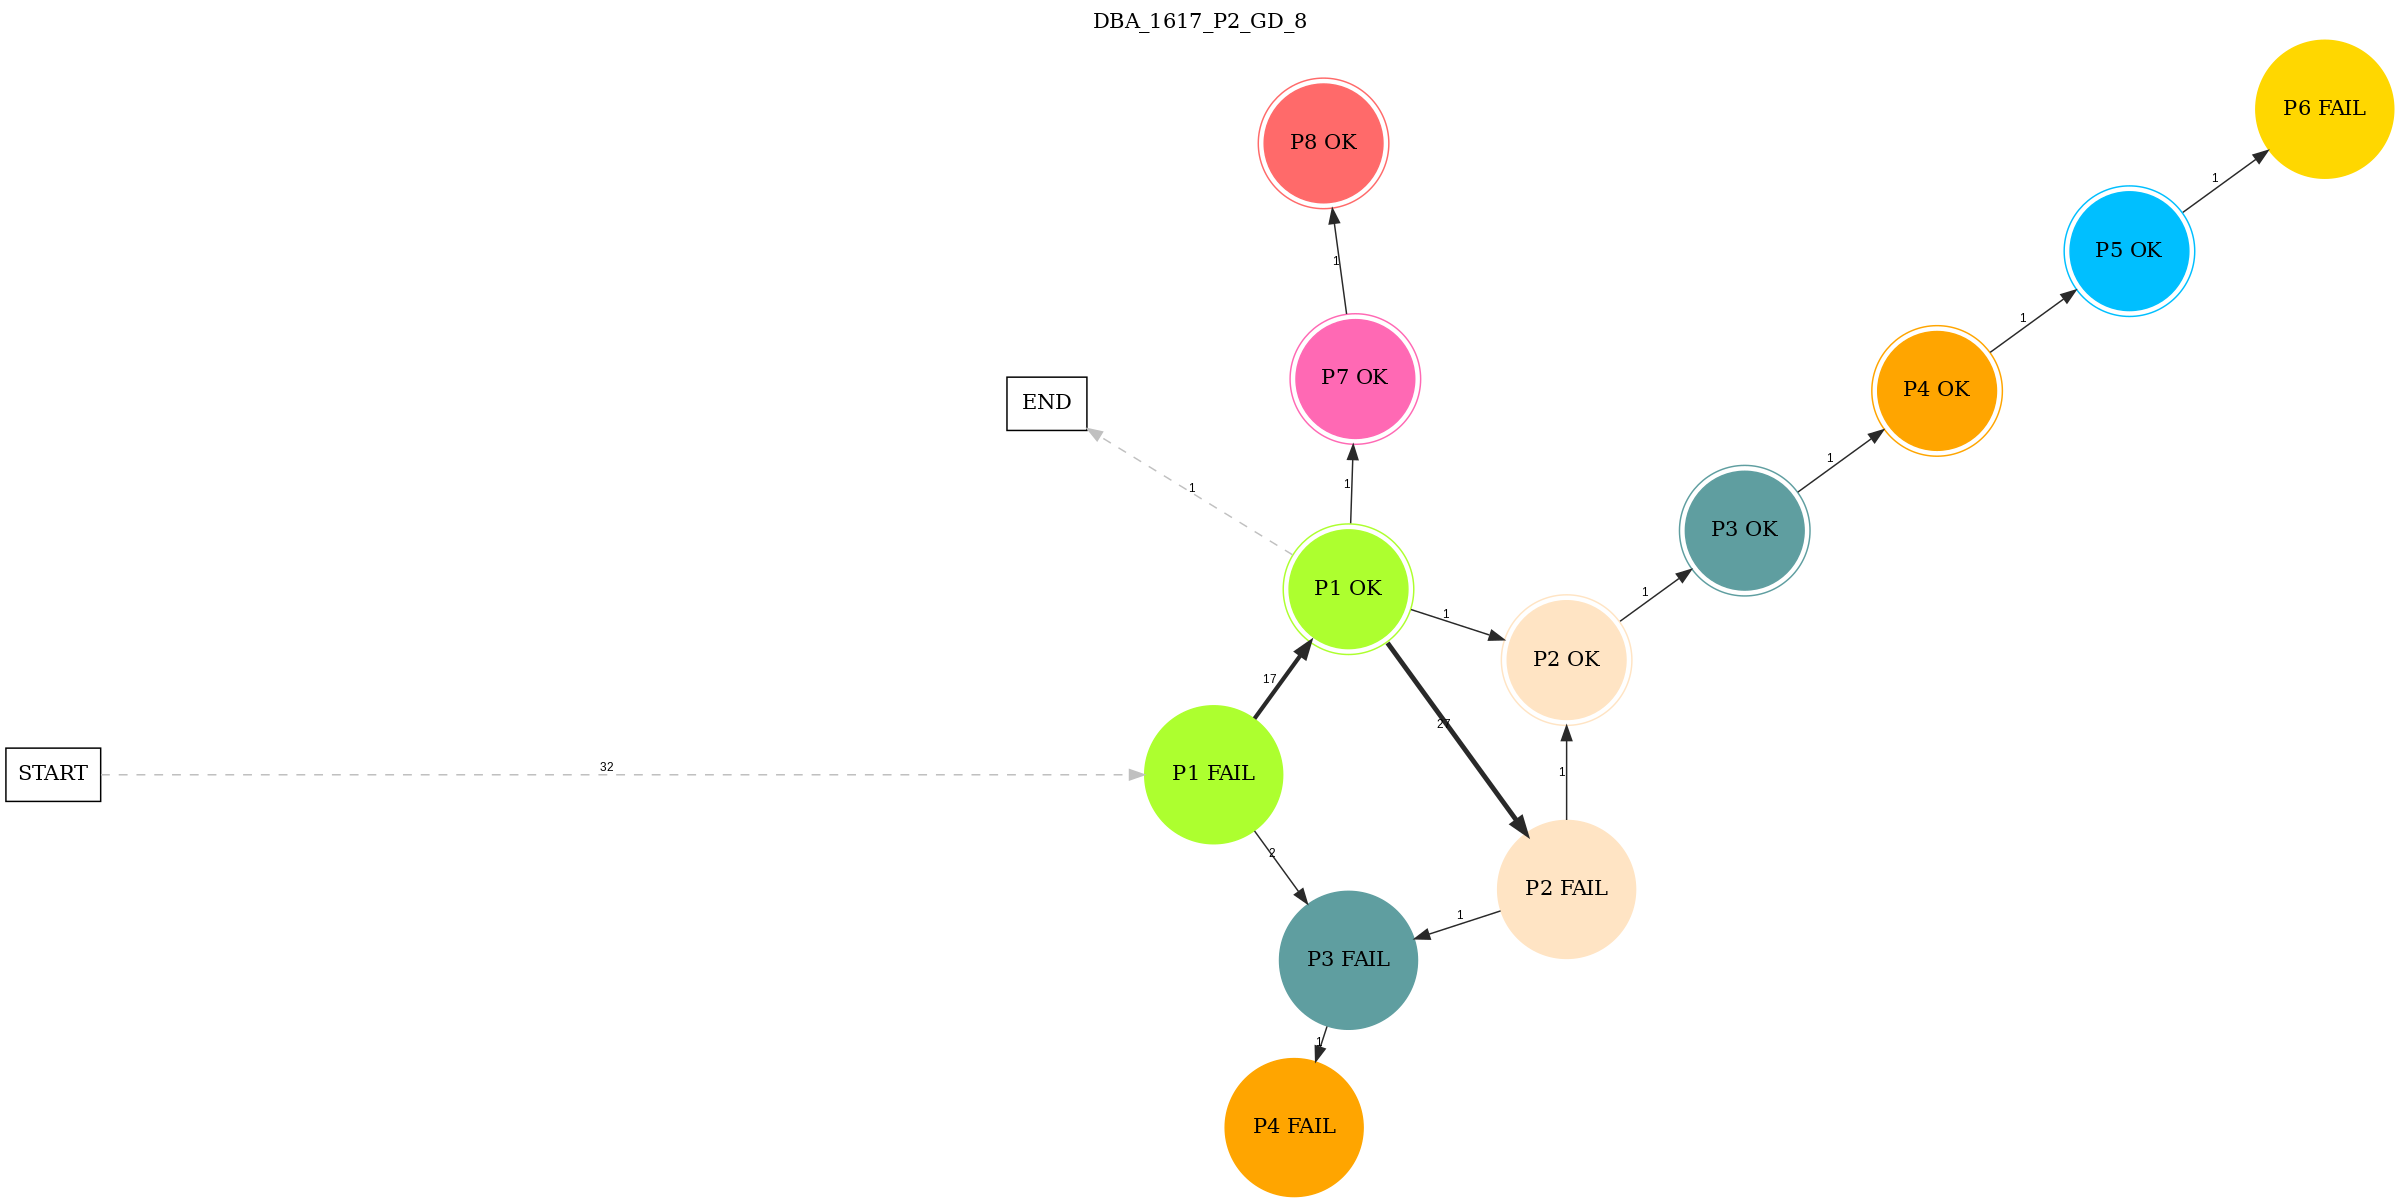 DBA_1617_P2_GD_8
P6 FAIL
P8 OK
1
P5 OK
1
1
P7 OK
P4 OK
END
1
1
1
P3 OK
P1 OK
1
1
P2 OK
17
27
START
32
P1 FAIL
1
2
P2 FAIL
1
P3 FAIL
1
P4 FAIL